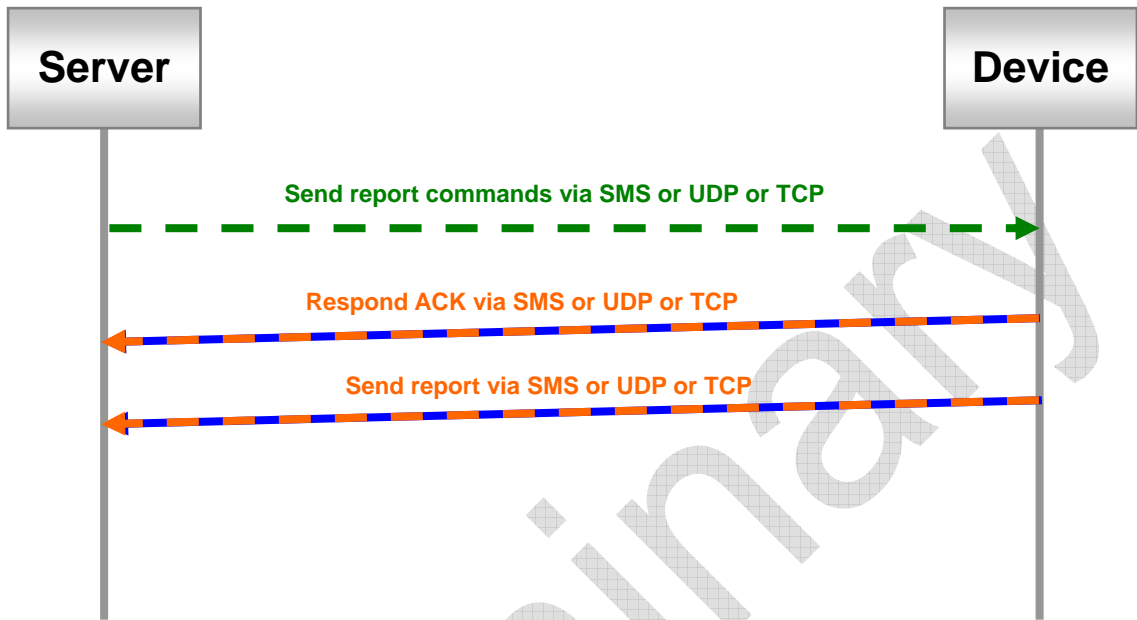 Server
Device
Send report commands via SMS or UDP or TCP
Respond ACK via SMS or UDP or TCP
Send report via SMS or UDP or TCP
inary